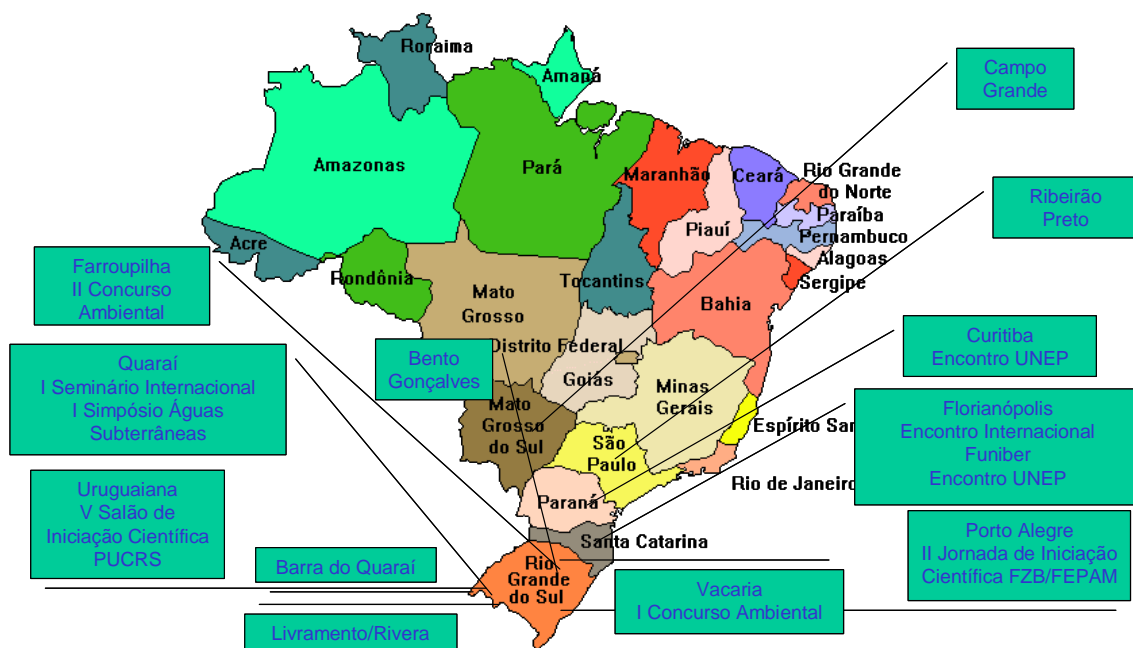 Roraima
Amapá
Campo
Grande
Amazonas
Pará
Maranhão
Ceará
Rio Grande
do Norte
Paraíba
Piauí
Pernambuco
Alagoas
Sergipe
Ribeirão
Preto
Acre
Rondônia
Tocantins
Bahia
Mato
Grosso
Distrito Federal
Goiás
Minas
Gerais
Mato
Grosso
do Sul
São
Paulo
Espírito San
Rio de Janeiro
Paraná
Santa Catarina
Rio
Grande
do Sul
Farroupilha
II Concurso
Ambiental
Bento
Gonçalves
Curitiba
Encontro UNEP
Quaraí
I Seminário Internacional
I Simpósio Águas
Subterrâneas
Florianópolis
Encontro Internacional
Funiber
Encontro UNEP
Uruguaiana
V Salão de
Iniciação Científica
PUCRS
Porto Alegre
II Jornada de Iniciação
Científica FZB/FEPAM
Barra do Quaraí
Vacaria
I Concurso Ambiental
Livramento/Rivera